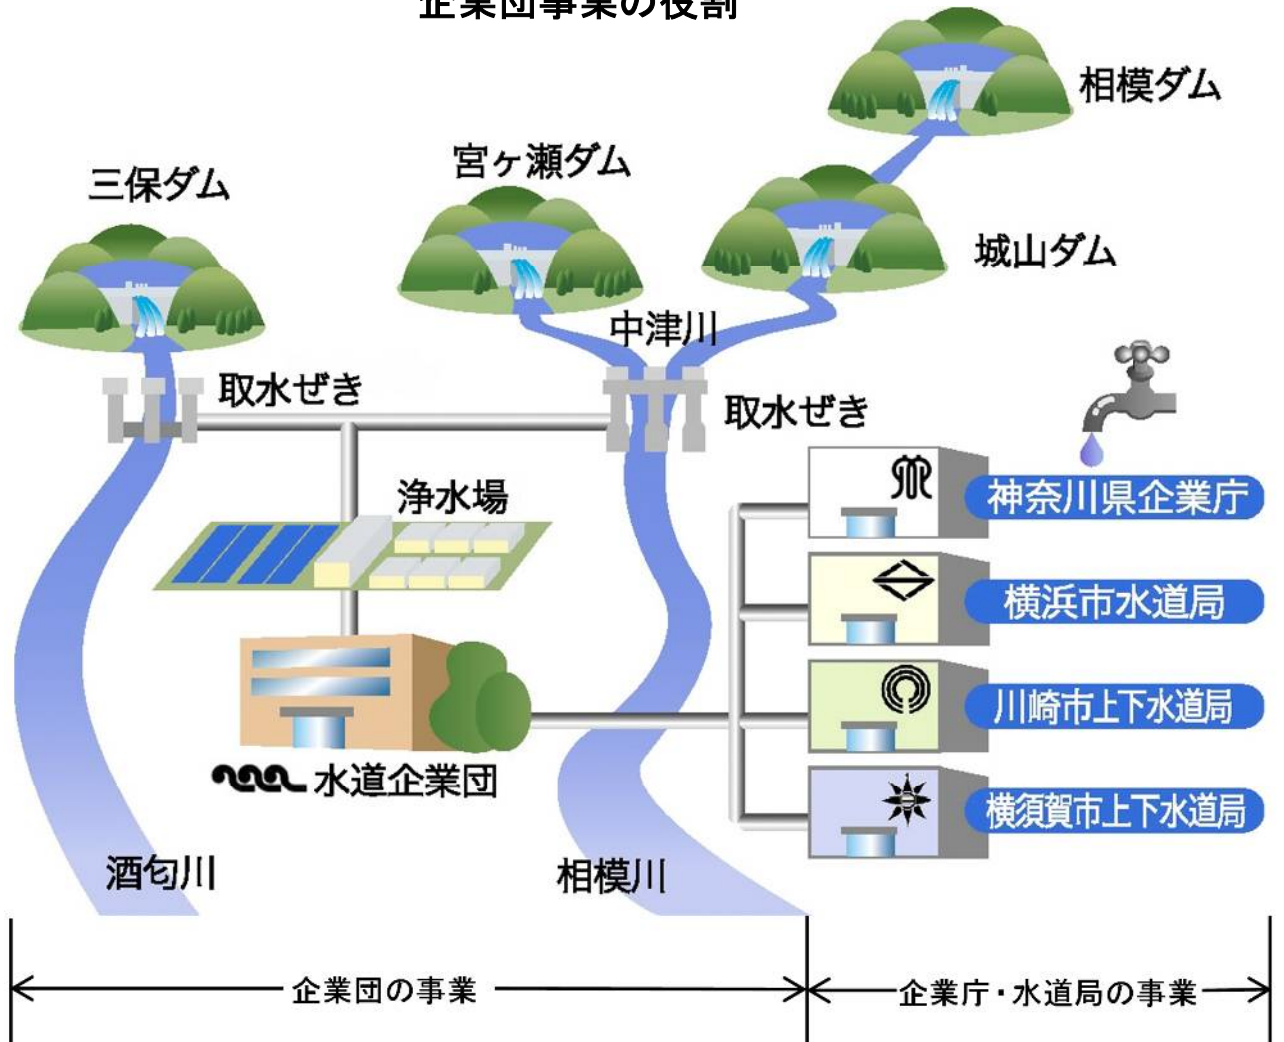 企業団事業の役割
相模ダム
宮ヶ瀬ダム
三保ダム
城山ダム
中津川
取水ぜき
取水ぜき
浄水場
神奈川県企業庁
横浜市水道局
川崎市上下水道局
水道企業団
横須賀市上下水道局
酒匂川
相模川
企業団の事業
企業庁・水道局の事業